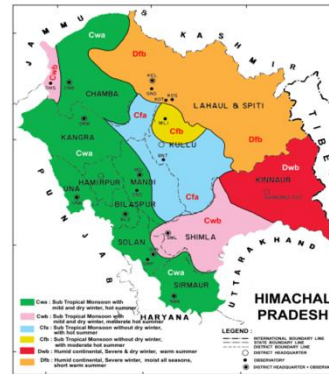 JAMMU & KASHMIR
Cwa
Cwb
CHAMBA
Dfb
LAHAUL & SPITI
Cfa
Cfb
KULLU
KANGRA
Cwa
Dfb
TIBET
Dwb
KINNAUR
HAMIRPUR
MANDI
UNA
BILASPUR
Cfa
Cwb
SHIMLA
SOLAN
PUNJAB
Cwa
SIRMAUR
UTTARAKHAND
HARYANA
HIMACHAL
PRADESH
Cwa : Sub Tropical Monsoon with
mild and dry winter, hot summer
Cwb : Sub Tropical Monsoon with
mild and dry winter, moderate hot summer
Cfa : Sub Tropical Monsoon without dry winter,
with hot summer
Cfb : Sub Tropical Monsoon without dry winter,
with moderate hot summer
Dwb : Humid continental, Severe & dry winter, warm summer
Dfb : Humid continental, Severe winter, moist all seasons,
short warm summer
LEGEND :
INTERNATIONAL BOUNDARY LINE
STATE BOUNDARY LINE
DISTRICT BOUNDARY LINE
DISTRICT HEADQUARTER
OBSERVATORY
DISTRICT HEADQUARTER + OBSER